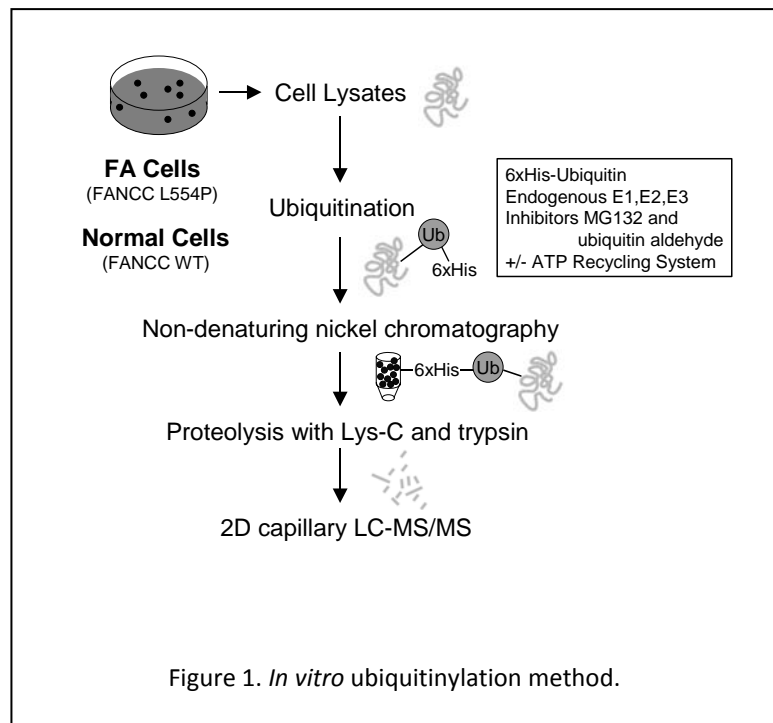 Cell Lysates
FA Cells
(FANCC L554P)
Normal Cells
(FANCC WT)
Ubiquitination
Ub
6xHis
6xHis-Ubiquitin
Endogenous E1,E2,E3
Inhibitors MG132 and
ubiquitin aldehyde
+/- ATP Recycling System
Non-denaturing nickel chromatography
6xHis
Ub
Proteolysis with Lys-C and trypsin
2D capillary LC-MS/MS
Figure 1. In vitro ubiquitinylation method.